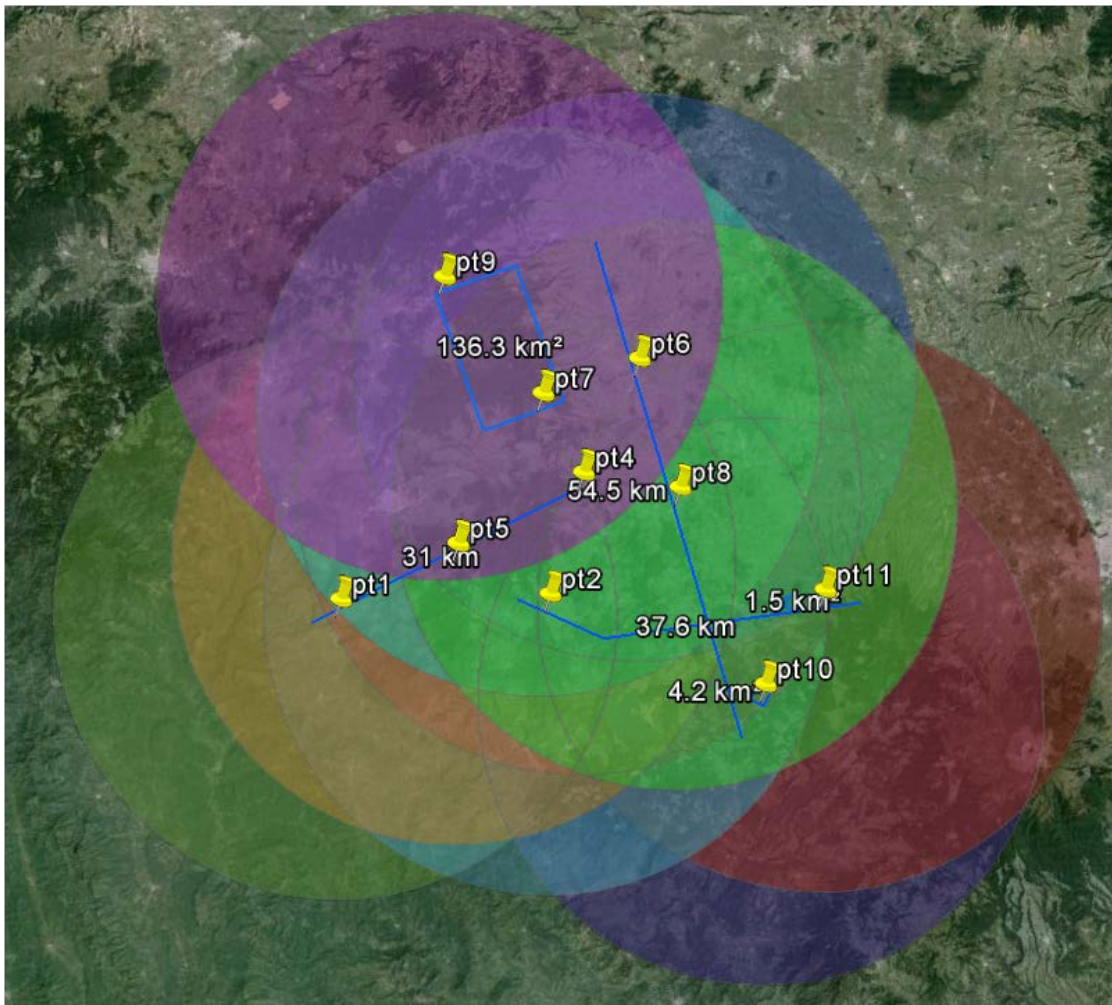 pt9
136.3 km²
pt6
pt7
pt4
54.5 km
pt8
pt5
31 km
pt1
pt2
pt11
1.5 km²
37.6 km
pt10
4.2 km²